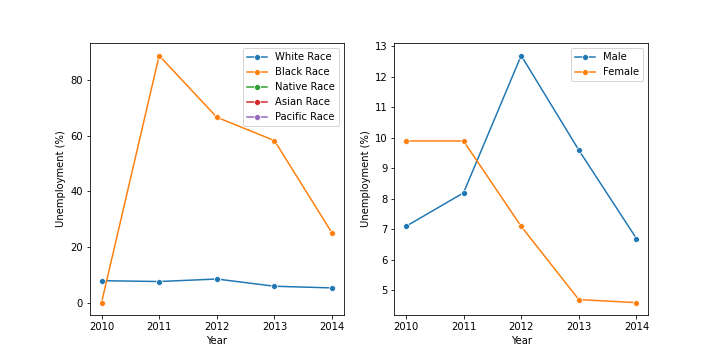 White Race
Black Race
Native Race
Asian Race
Pacific Race
Unemployment (%)
80
60
40
20
0
2010 2011 2012 2013 2014
Year
Male
Female
Unemployment (%)
13
12
11
10
9
8
7
6
5
2010 2011 2012 2013 2014
Year